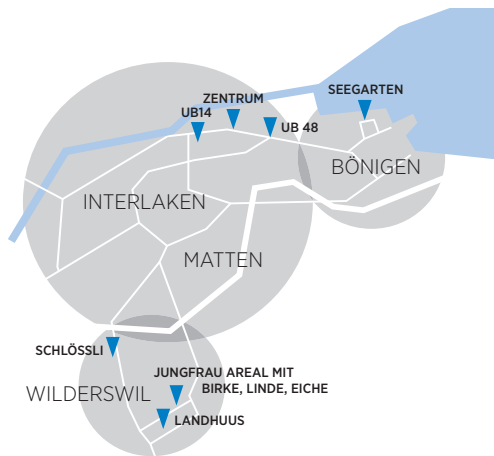 SEEGARTEN
ZENTRUM
UB14
UB 48
BÖNIGEN
INTERLAKEN
MATTEN
SCHLÖSSLI
JUNGFRAU AREAL MIT
BIRKE, LINDE, EICHE
WILDERSWIL
LANDHUUS